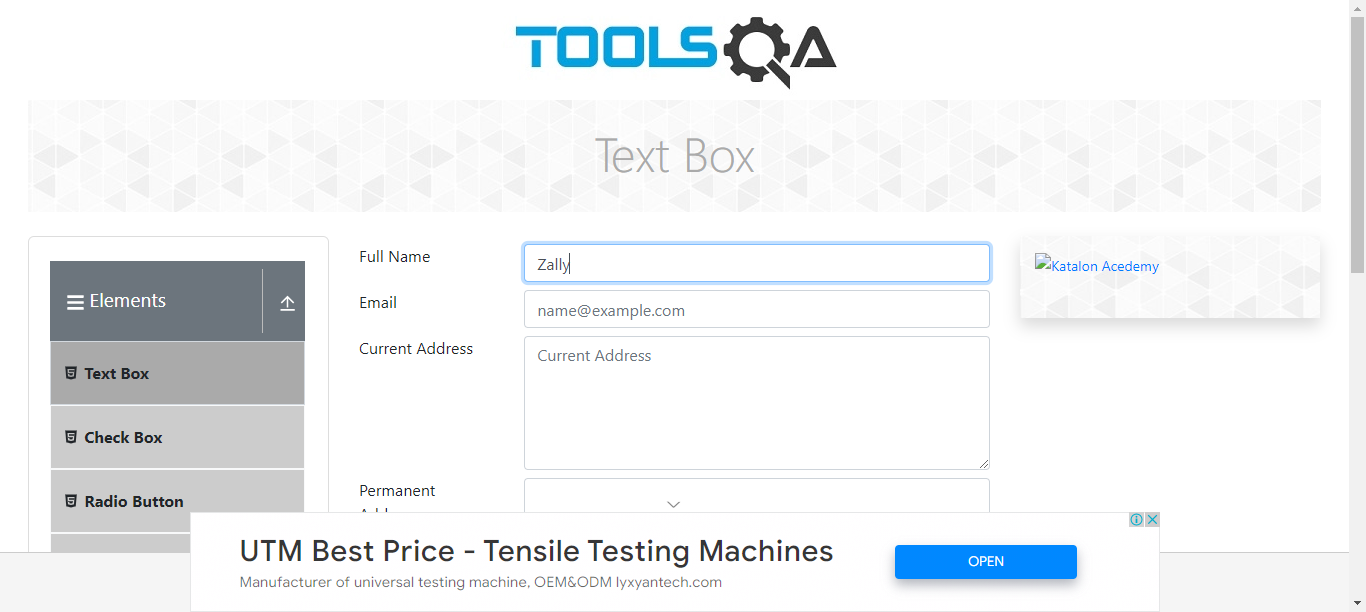 TOOLSQA
Text Box
Elements
Text Box
Check Box
Radio Button
Full Name
Zally
Email
name@example.com
Current Address
Current Address
Permanent
Katalon Acedemy
UTM Best Price - Tensile Testing Machines
Manufacturer of universal testing machine, OEM&ODM lyxyantech.com
OPEN